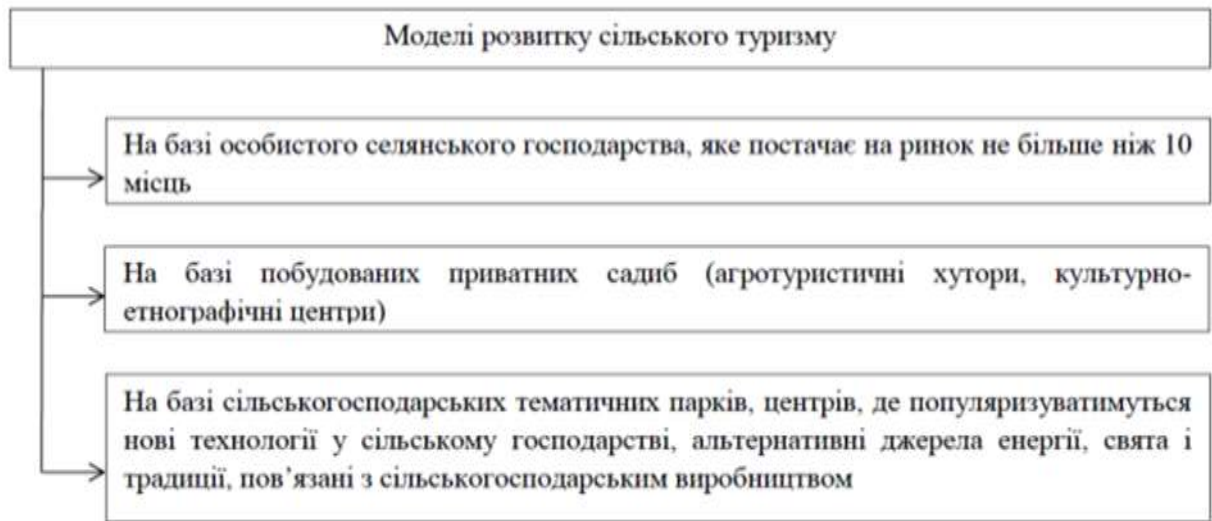 Моделі розвитку сільського туризму
На базі особистого селянського господарства, яке постачає на ринок не більше ніж 10
місць
На базі побудованих приватних садиб (агротуристичні хутори, культурно-
етнографічні центри)
На базі сільськогосподарських тематичних парків, центрів, де популяризуватимуться
нові технології у сільському господарстві, альтернативні джерела енергії, свята і
традиції, пов’язані з сільськогосподарським виробництвом